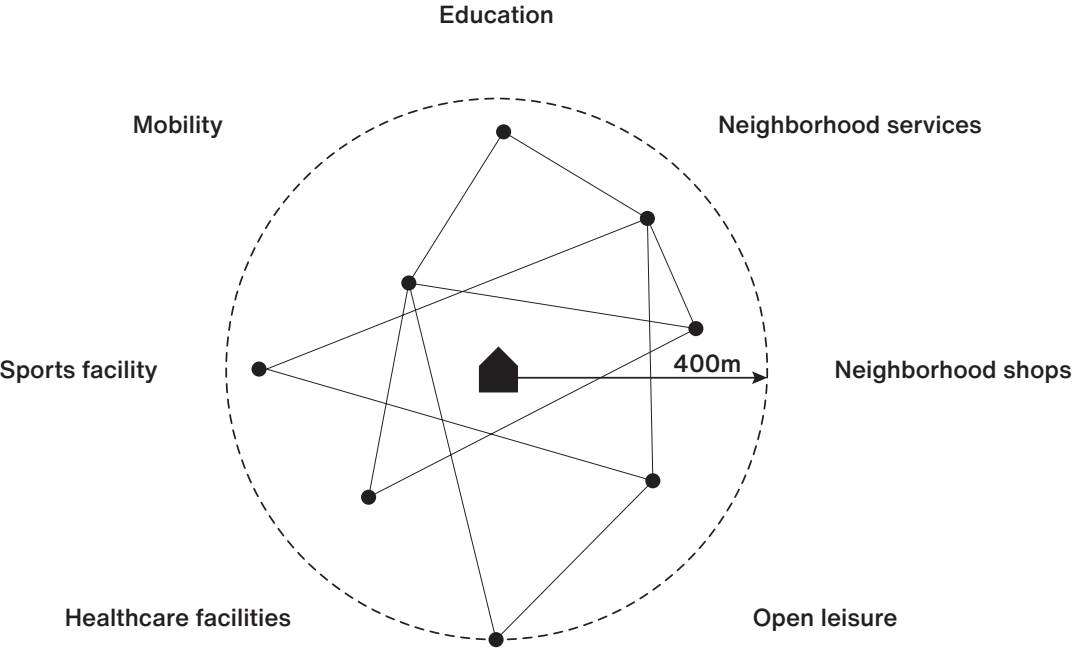 Education
Mobility
Neighborhood services
400m
Sports facility
Neighborhood shops
Healthcare facilities
Open leisure